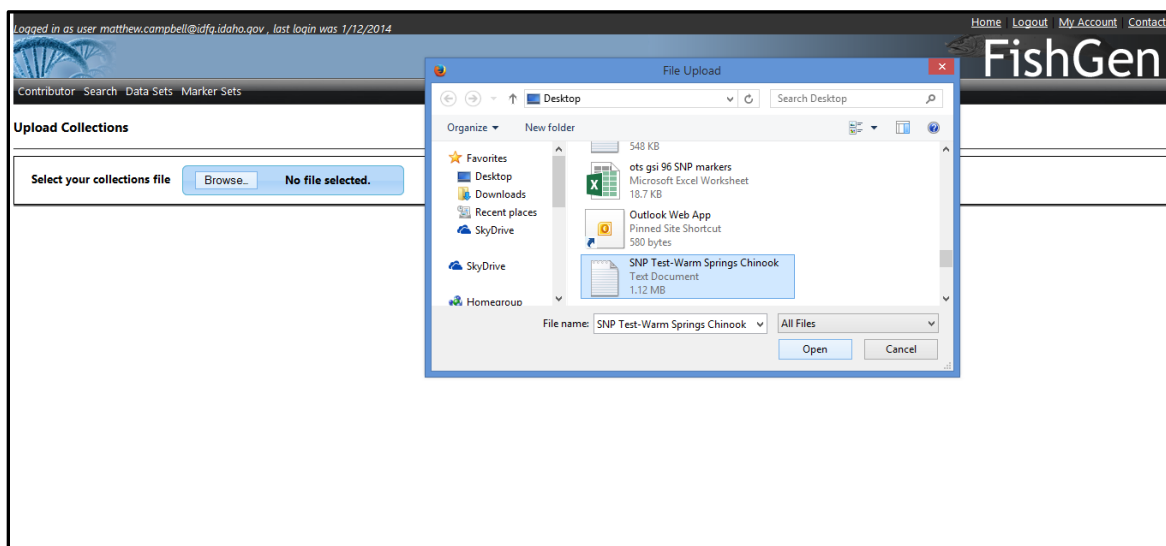 Logged in as user matthew.campbell@idfg.idaho.gov , last login was 1/12/2014
Home Logout My Account Contact
FishGen
Contributor Search Data Sets Marker Sets
Upload Collections
Select your collections file Browse... No file selected.
File Upload
Desktop
Search Desktop
Organize New folder
Favorites
Desktop
Downloads
Recent places
SkyDrive
SkyDrive
Homegroup
548 KB
ots gsi 96 SNP markers
Microsoft Excel Worksheet
18.7 KB
Outlook Web App
Pinned Site Shortcut
580 bytes
SNP Test-Warm Springs Chinook
Text Document
1.12 MB
File name: SNP Test-Warm Springs Chinook All Files
Open Cancel